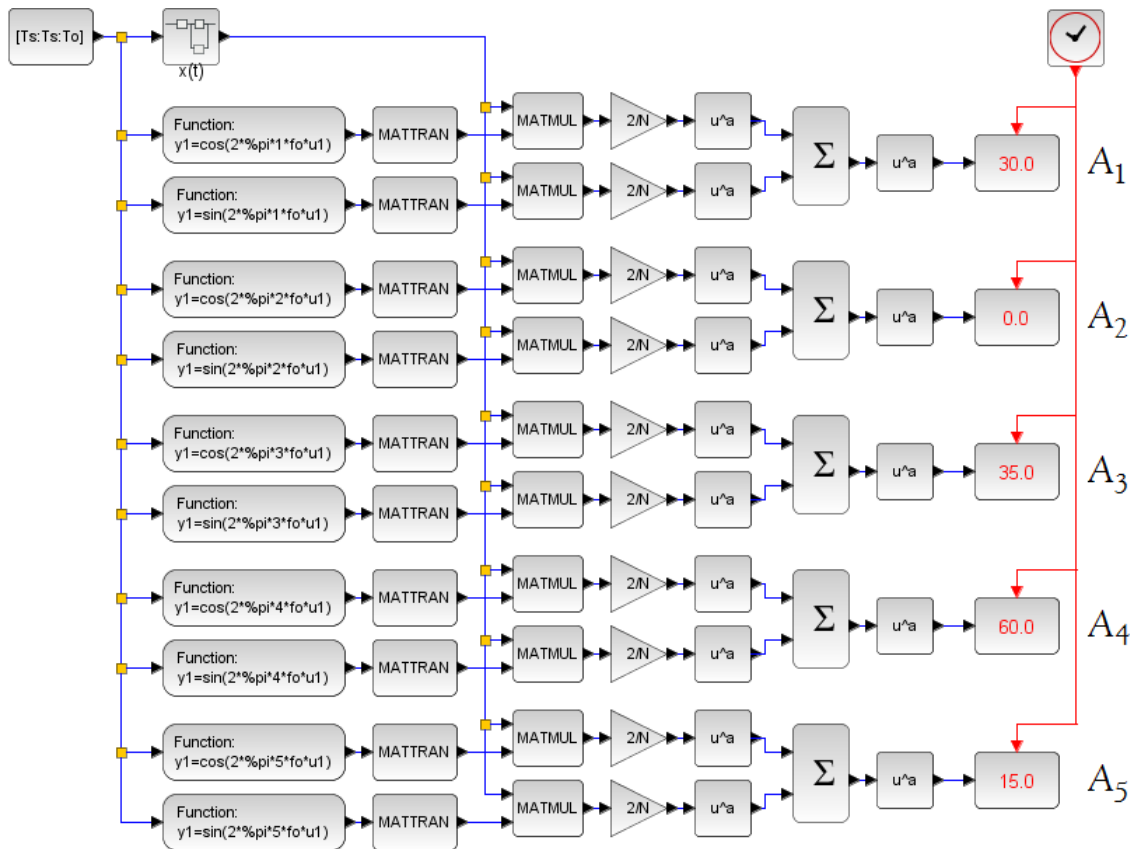 [Ts:Ts:To]
x(t)
Function:
y1=cos(2*%pi*1*fo*u1)
MATTRAN
MATMUL
2/N
u^a
Function:
y1=sin(2*%pi*1*fo*u1)
MATTRAN
MATMUL
2/N
u^a
Σ
u^a
30.0
A1
Function:
y1=cos(2*%pi*2*fo*u1)
MATTRAN
MATMUL
2/N
u^a
Function:
y1=sin(2*%pi*2*fo*u1)
MATTRAN
MATMUL
2/N
u^a
Σ
u^a
0.0
A2
Function:
y1=cos(2*%pi*3*fo*u1)
MATTRAN
MATMUL
2/N
u^a
Function:
y1=sin(2*%pi*3*fo*u1)
MATTRAN
MATMUL
2/N
u^a
Σ
u^a
35.0
A3
Function:
y1=cos(2*%pi*4*fo*u1)
MATTRAN
MATMUL
2/N
u^a
Function:
y1=sin(2*%pi*4*fo*u1)
MATTRAN
MATMUL
2/N
u^a
Σ
u^a
60.0
A4
Function:
y1=cos(2*%pi*5*fo*u1)
MATTRAN
MATMUL
2/N
u^a
Function:
y1=sin(2*%pi*5*fo*u1)
MATTRAN
MATMUL
2/N
u^a
Σ
u^a
15.0
A5